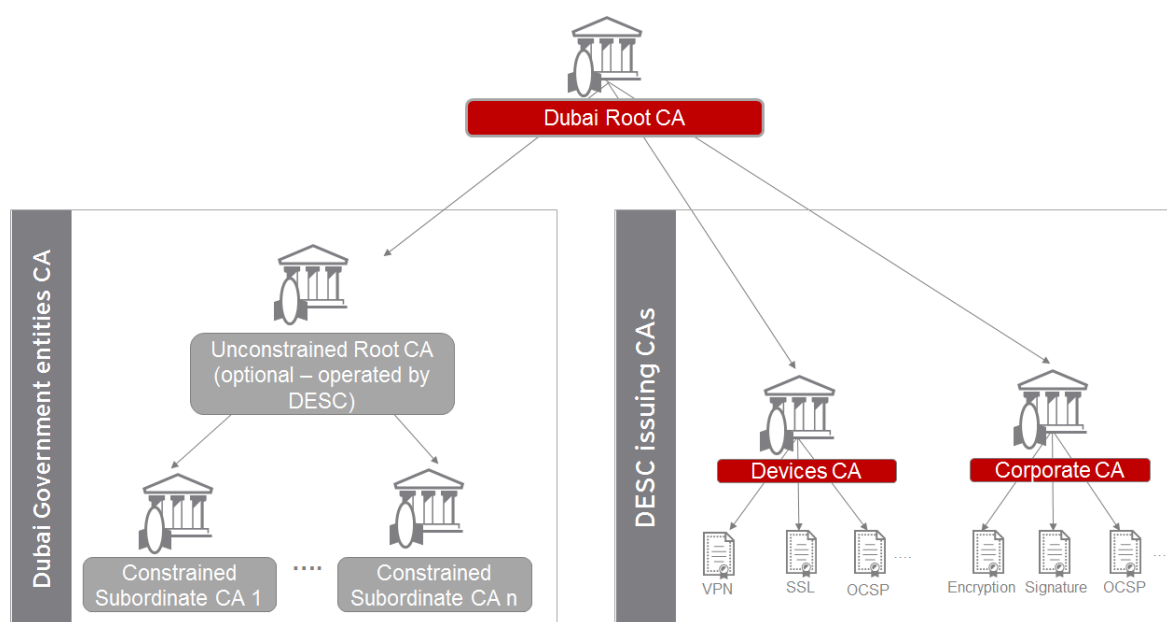 Dubai Root CA
Dubai Government entities CA
Unconstrained Root CA
(optional – operated by
DESC)
Constrained
Subordinate CA 1
....
Constrained
Subordinate CA n
DESC issuing CAs
Devices CA
VPN
SSL
OCSP
....
Corporate CA
Encryption
Signature
OCSP
....